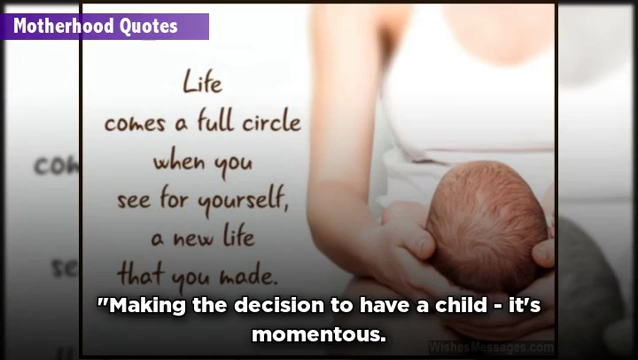 Motherhood Quotes
Life
comes a full circle
when you
see for yourself,
a new life
that you made.
"Making the decision to have a child - it's
momentous.
WishesMessages.com